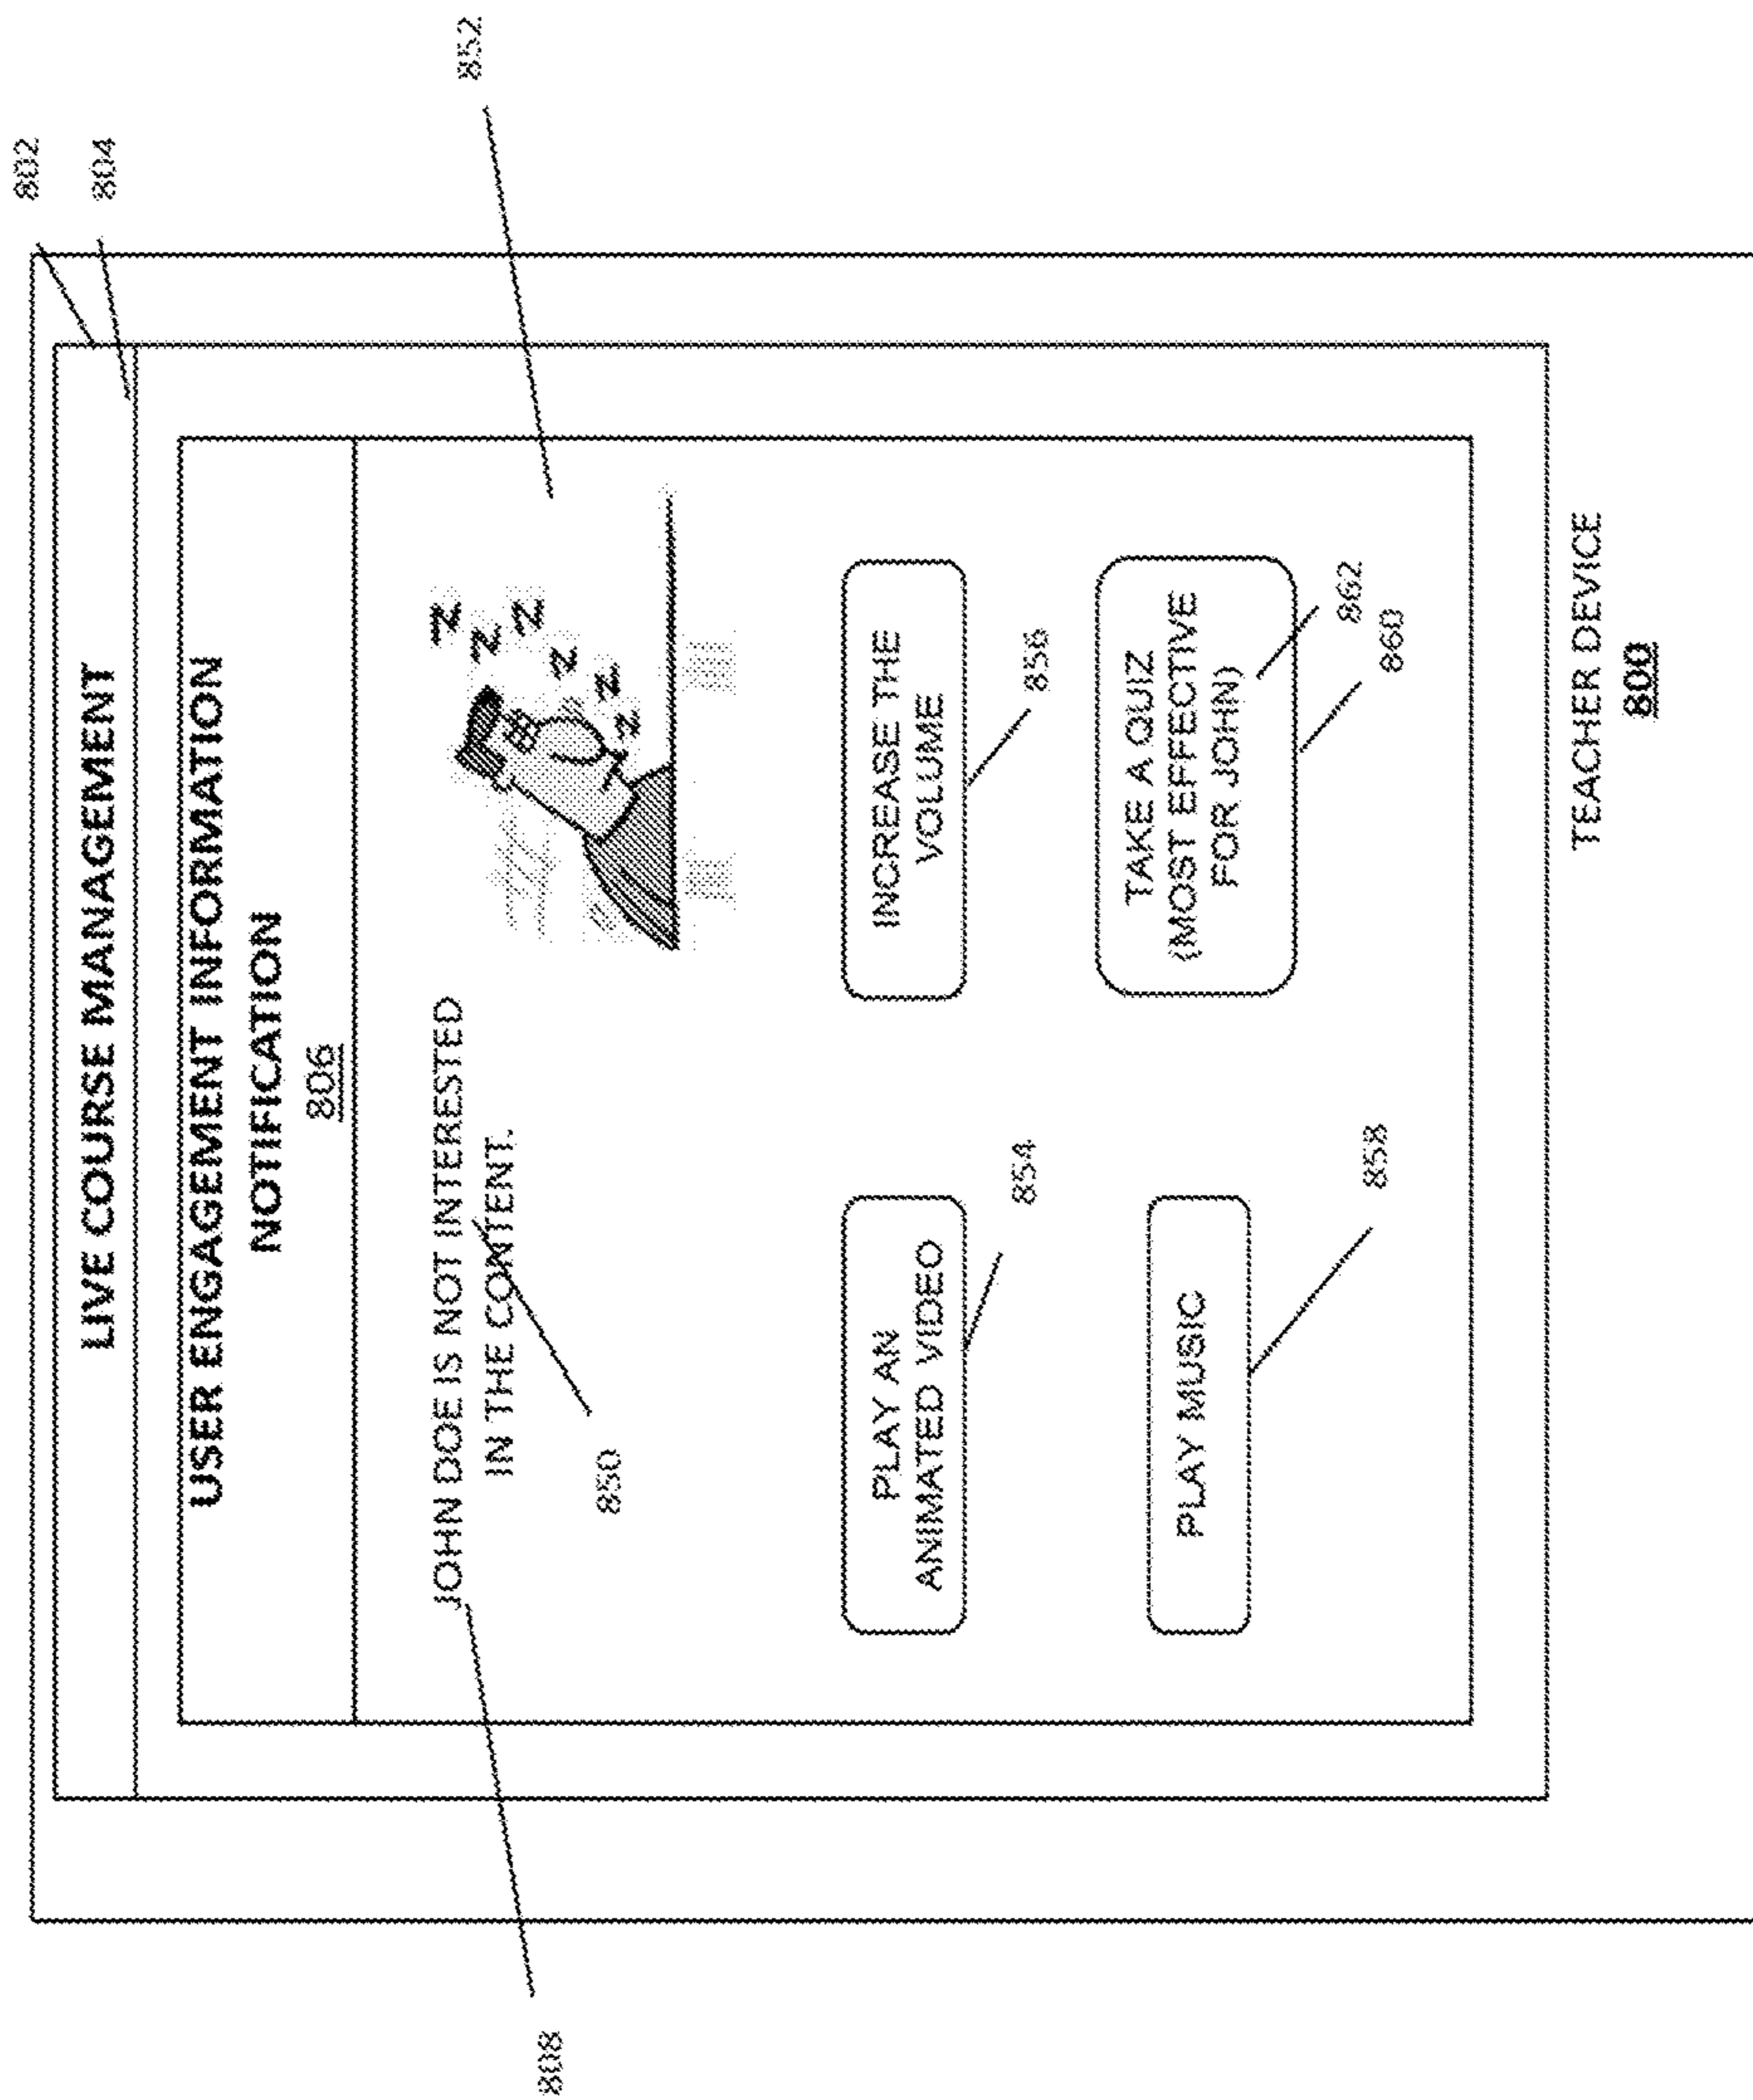 802
804
LIVE COURSE MANAGEMENT
USER ENGAGEMENT INFORMATION
NOTIFICATION
806
852
808
JOHN DOE IS NOT INTERESTED
IN THE CONTENT.
850
Z
Z
Z
Z
Z
Z
Z
PLAY AN
ANIMATED VIDEO
854
INCREASE THE
VOLUME
856
PLAY MUSIC
858
TAKE A QUIZ
(MOST EFFECTIVE
FOR JOHN)
862
860
TEACHER DEVICE
800